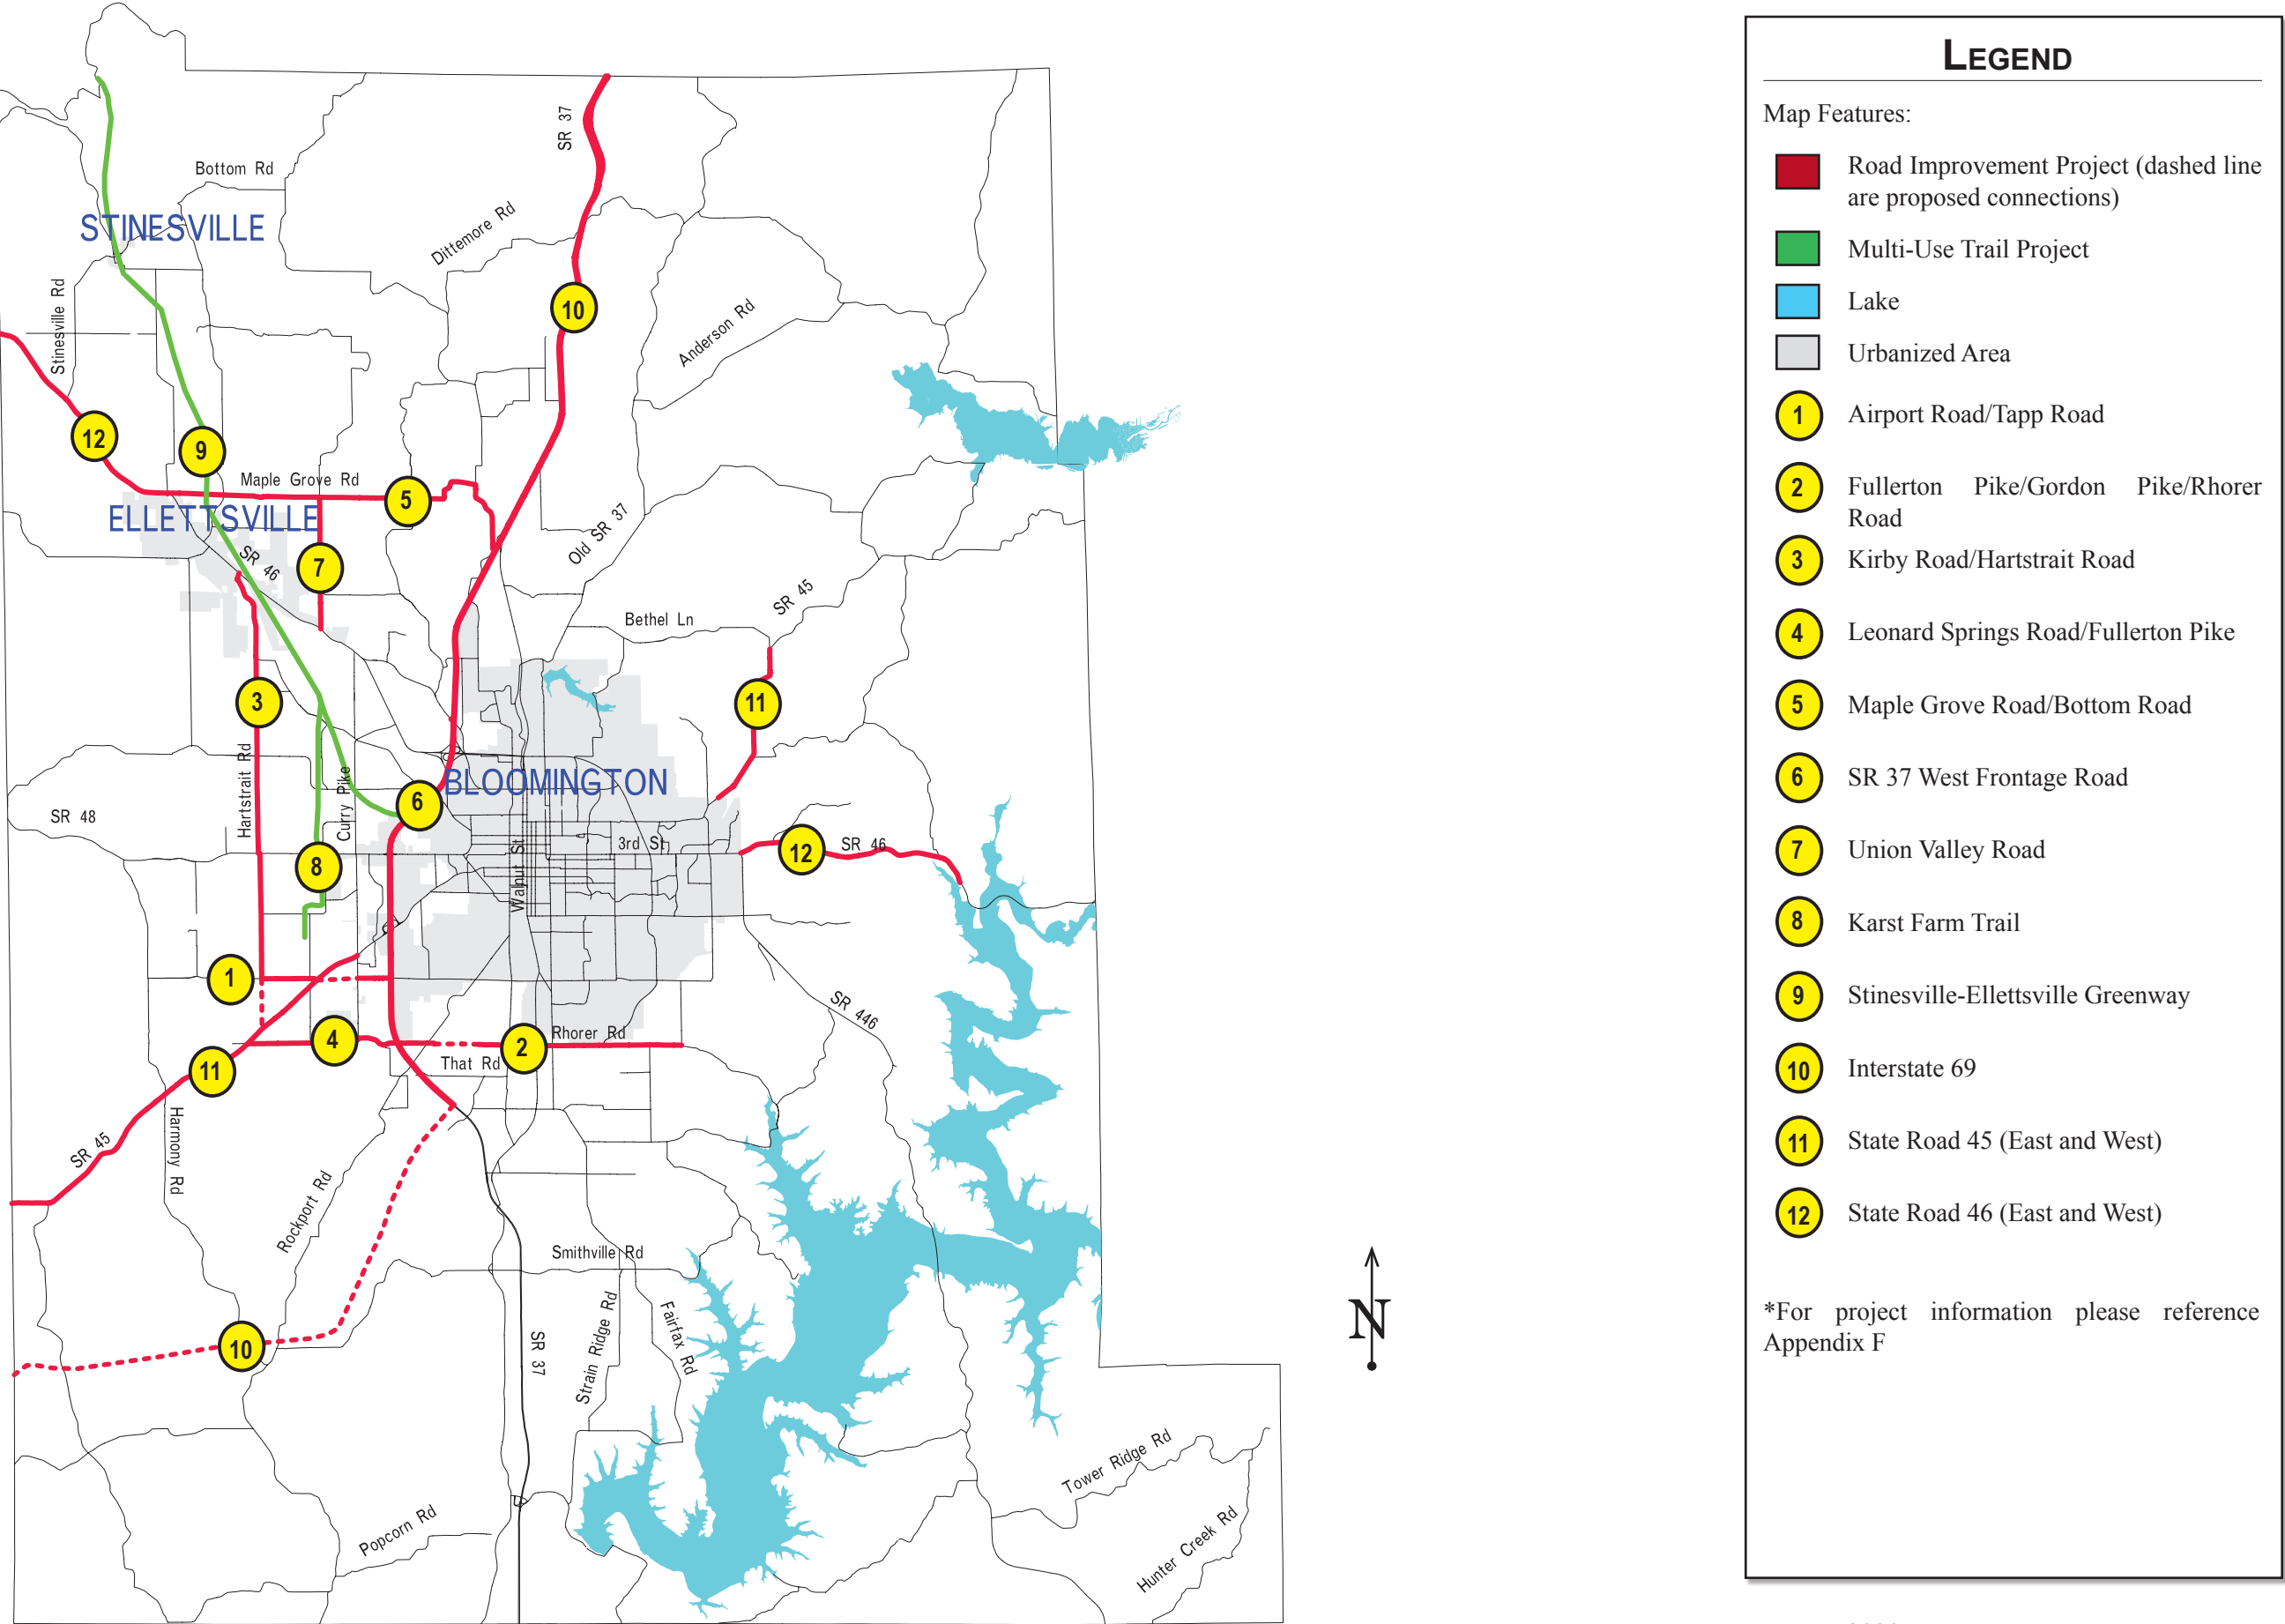 LEGEND
Map Features:
Road Improvement Project (dashed line
are proposed connections)
Multi-Use Trail Project
Lake
Urbanized Area
1 Airport Road/Tapp Road
2 Fullerton Pike/Gordon Pike/Rhorer
Road
3 Kirby Road/Hartstrait Road
4 Leonard Springs Road/Fullerton Pike
5 Maple Grove Road/Bottom Road
6 SR 37 West Frontage Road
7 Union Valley Road
8 Karst Farm Trail
9 Stinesville-Ellettsville Greenway
10 Interstate 69
11 State Road 45 (East and West)
12 State Road 46 (East and West)
*For project information please reference
Appendix F
SR 37
Bottom Rd
STINESVILLE
Dittemore Rd
Stinesville Rd
10
Anderson Rd
12
9
Maple Grove Rd
5
ELLETTSVILLE
SR 46
7
Old SR 37
SR 45
Bethel Ln
3
11
Hartstrait Rd
Curry Pike
BLOOMINGTON
6
SR 48
8
Walnut St
3rd St
12
SR 46
1
SR 446
4
2
Rhorer Rd
That Rd
11
SR 45
Harmony Rd
Rockport Rd
Smithville Rd
10
SR 37
Strain Ridge Rd
Fairfax Rd
Popcorn Rd
Tower Ridge Rd
Hunter Creek Rd
N